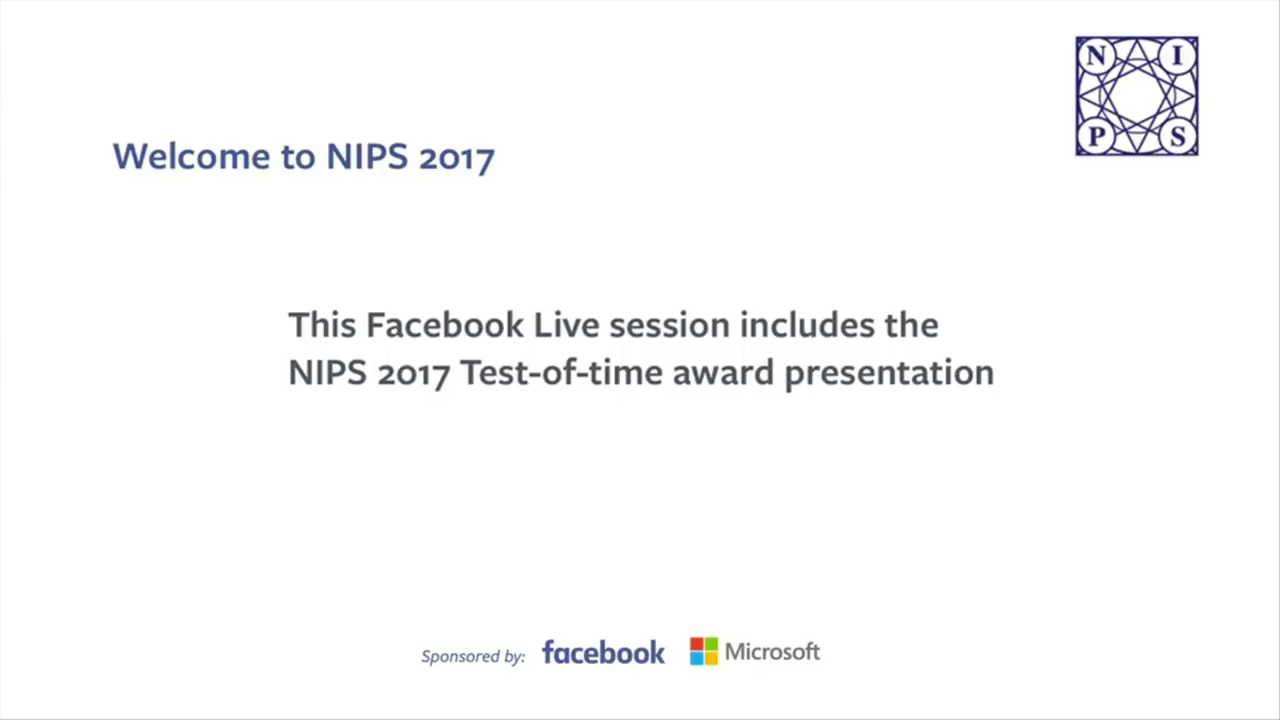 N I
P S
Welcome to NIPS 2017
This Facebook Live session includes the
NIPS 2017 Test-of-time award presentation
Sponsored by: facebook Microsoft